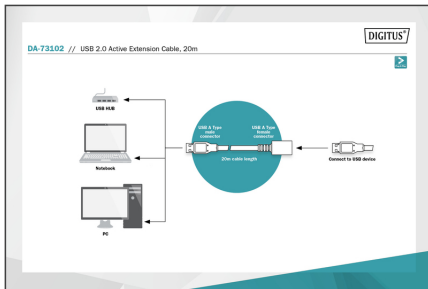 DIGITUS®
DA-73102 // USB 2.0 Active Extension Cable, 20m
USB HUB
USB A Type
male
connector
USB A Type
female
connector
20m cable length
Connect to USB device
Notebook
PC